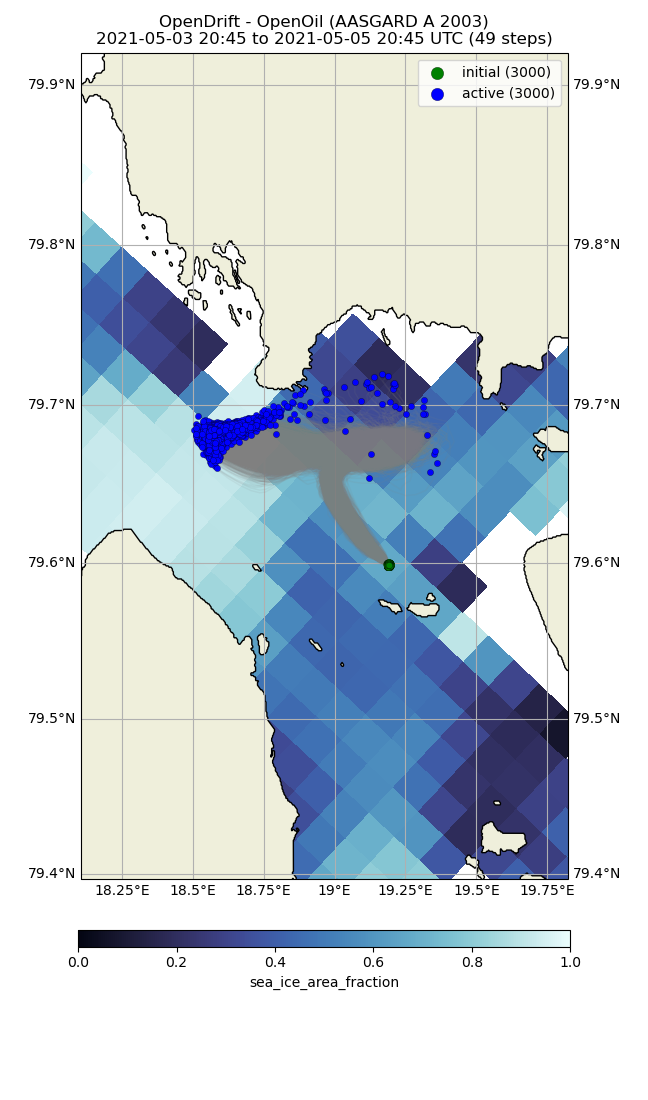 OpenDrift - OpenOil (AASGARD A 2003)
2021-05-03 20:45 to 2021-05-05 20:45 UTC (49 steps)
initial (3000)
active (3000)
79.9°N 79.9°N
79.8°N 79.8°N
79.7°N 79.7°N
79.6°N 79.6°N
79.5°N 79.5°N
79.4°N 79.4°N
18.25°E 18.5°E 18.75°E 19°E 19.25°E 19.5°E 19.75°E
0.0 0.2 0.4 0.6 0.8 1.0
sea_ice_area_fraction